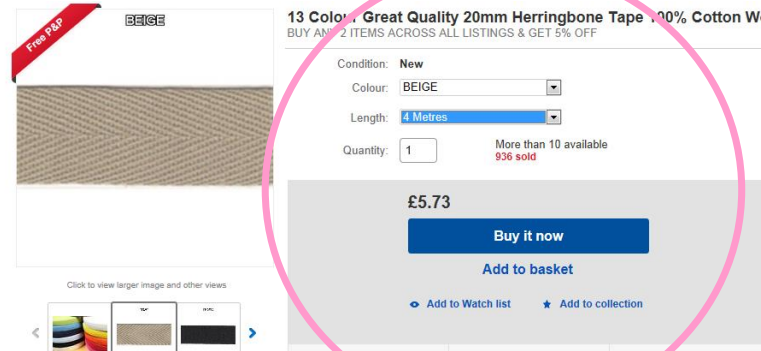 Free P&P
BEIGE
13 Colour Great Quality 20mm Herringbone Tape 100% Cotton
BUY ANY 2 ITEMS ACROSS ALL LISTINGS & GET 5% OFF
Condition: New
Colour: BEIGE
Length: 4 Metres
Quantity: 1 More than 10 available
936 sold
£5.73
Buy it now
Add to basket
Add to Watch list Add to collection
Click to view larger image and other views